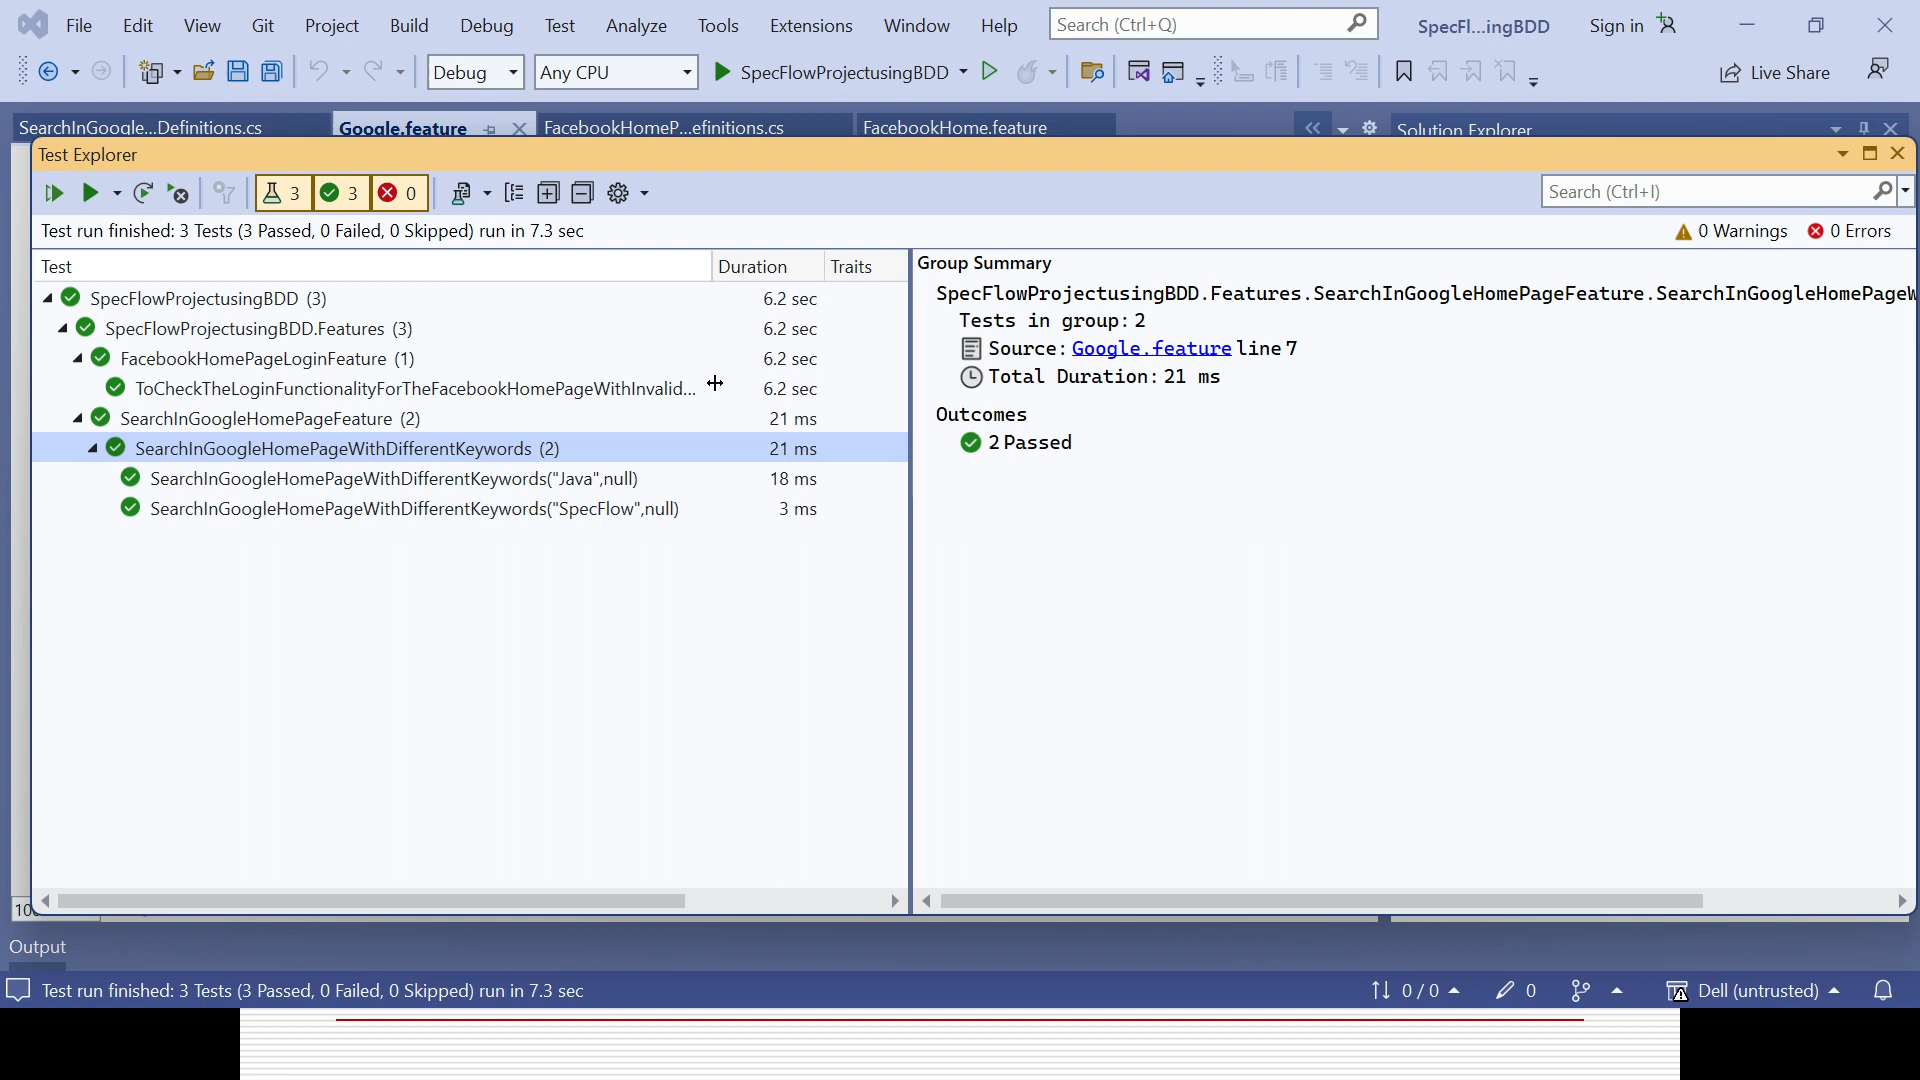 File Edit View Git Project Build Debug Test Analyze Tools Extensions Window Help Search (Ctrl+Q) SpecFl...ingBDD Sign in
Debug Any CPU SpecFlowProjectusingBDD Live Share
SearchInGoogle...Definitions.cs Google.feature FacebookHomeP...efinitions.cs FacebookHome.feature Solution Explorer
Test Explorer
3 3 0 Search (Ctrl+I)
Test run finished: 3 Tests (3 Passed, 0 Failed, 0 Skipped) run in 7.3 sec 0 Warnings 0 Errors
Test Duration Traits
SpecFlowProjectusingBDD (3) 6.2 sec
SpecFlowProjectusingBDD.Features (3) 6.2 sec
FacebookHomePageLoginFeature (1) 6.2 sec
ToCheckTheLoginFunctionalityForTheFacebookHomePageWithInvalid... 6.2 sec
SearchInGoogleHomePageFeature (2) 21 ms
SearchInGoogleHomePageWithDifferentKeywords (2) 21 ms
SearchInGoogleHomePageWithDifferentKeywords("Java",null) 18 ms
SearchInGoogleHomePageWithDifferentKeywords("SpecFlow",null) 3 ms
Group Summary
SpecFlowProjectusingBDD.Features.SearchInGoogleHomePageFeature.SearchInGoogleHomePageW
Tests in group: 2
Source: Google.feature line 7
Total Duration: 21 ms
Outcomes
2 Passed
Output
Test run finished: 3 Tests (3 Passed, 0 Failed, 0 Skipped) run in 7.3 sec 0 / 0 0 Dell (untrusted)